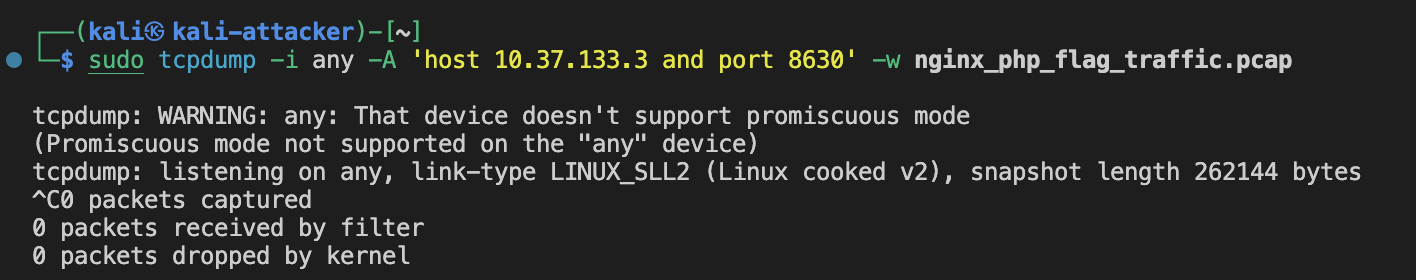 ┌──(kali㉿kali-attacker)-[~]
└─$ sudo tcpdump -i any -A 'host 10.37.133.3 and port 8630' -w nginx_php_flag_traffic.pcap
tcpdump: WARNING: any: That device doesn't support promiscuous mode
(Promiscuous mode not supported on the "any" device)
tcpdump: listening on any, link-type LINUX_SLL2 (Linux cooked v2), snapshot length 262144 bytes
^C0 packets captured
0 packets received by filter
0 packets dropped by kernel